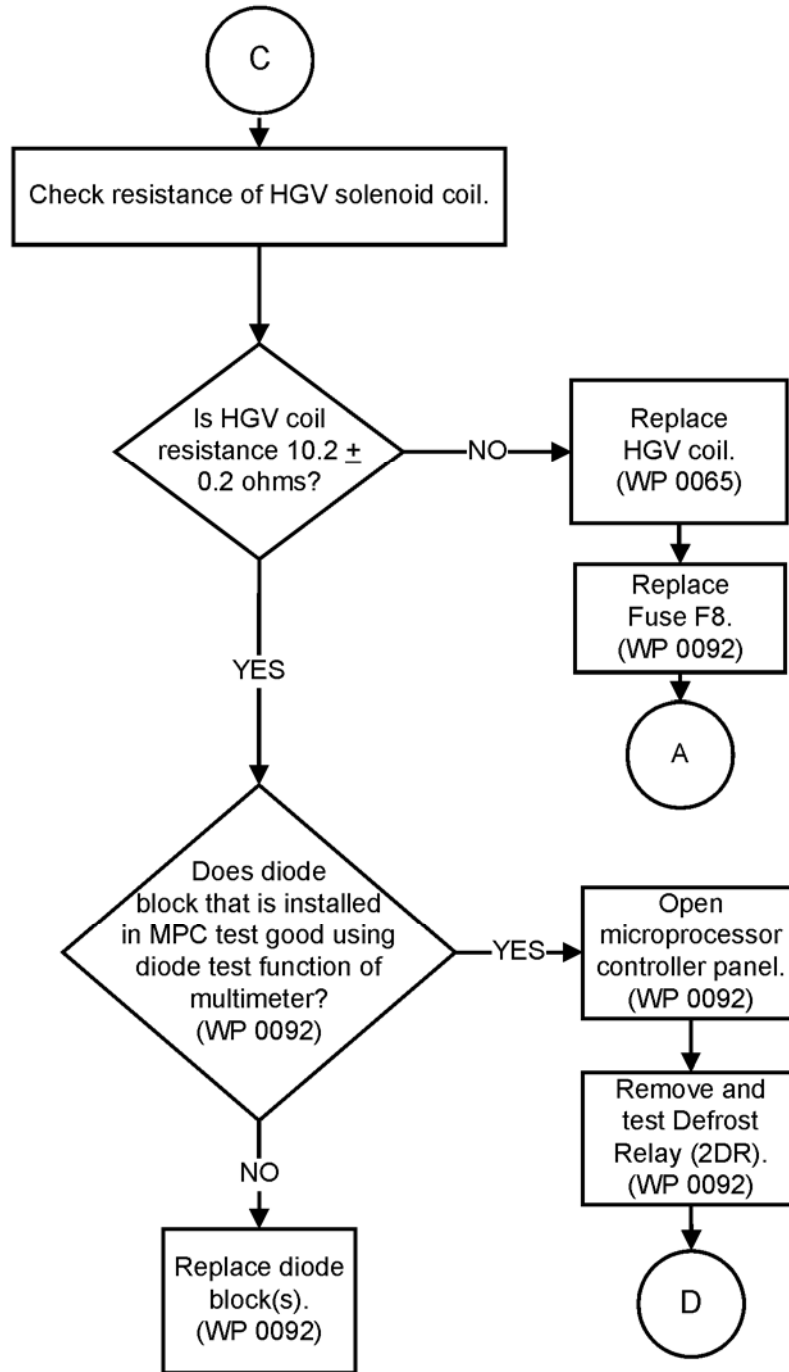 C
Check resistance of HGV solenoid coil.
Is HGV coil
resistance 10.2 ±
0.2 ohms?
NO
Replace
HGV coil.
(WP 0065)
Replace
Fuse F8.
(WP 0092)
A
YES
Does diode
block that is installed
in MPC test good using
diode test function of
multimeter?
(WP 0092)
YES
Open
microprocessor
controller panel.
(WP 0092)
Remove and
test Defrost
Relay (2DR).
(WP 0092)
D
NO
Replace diode
block(s).
(WP 0092)